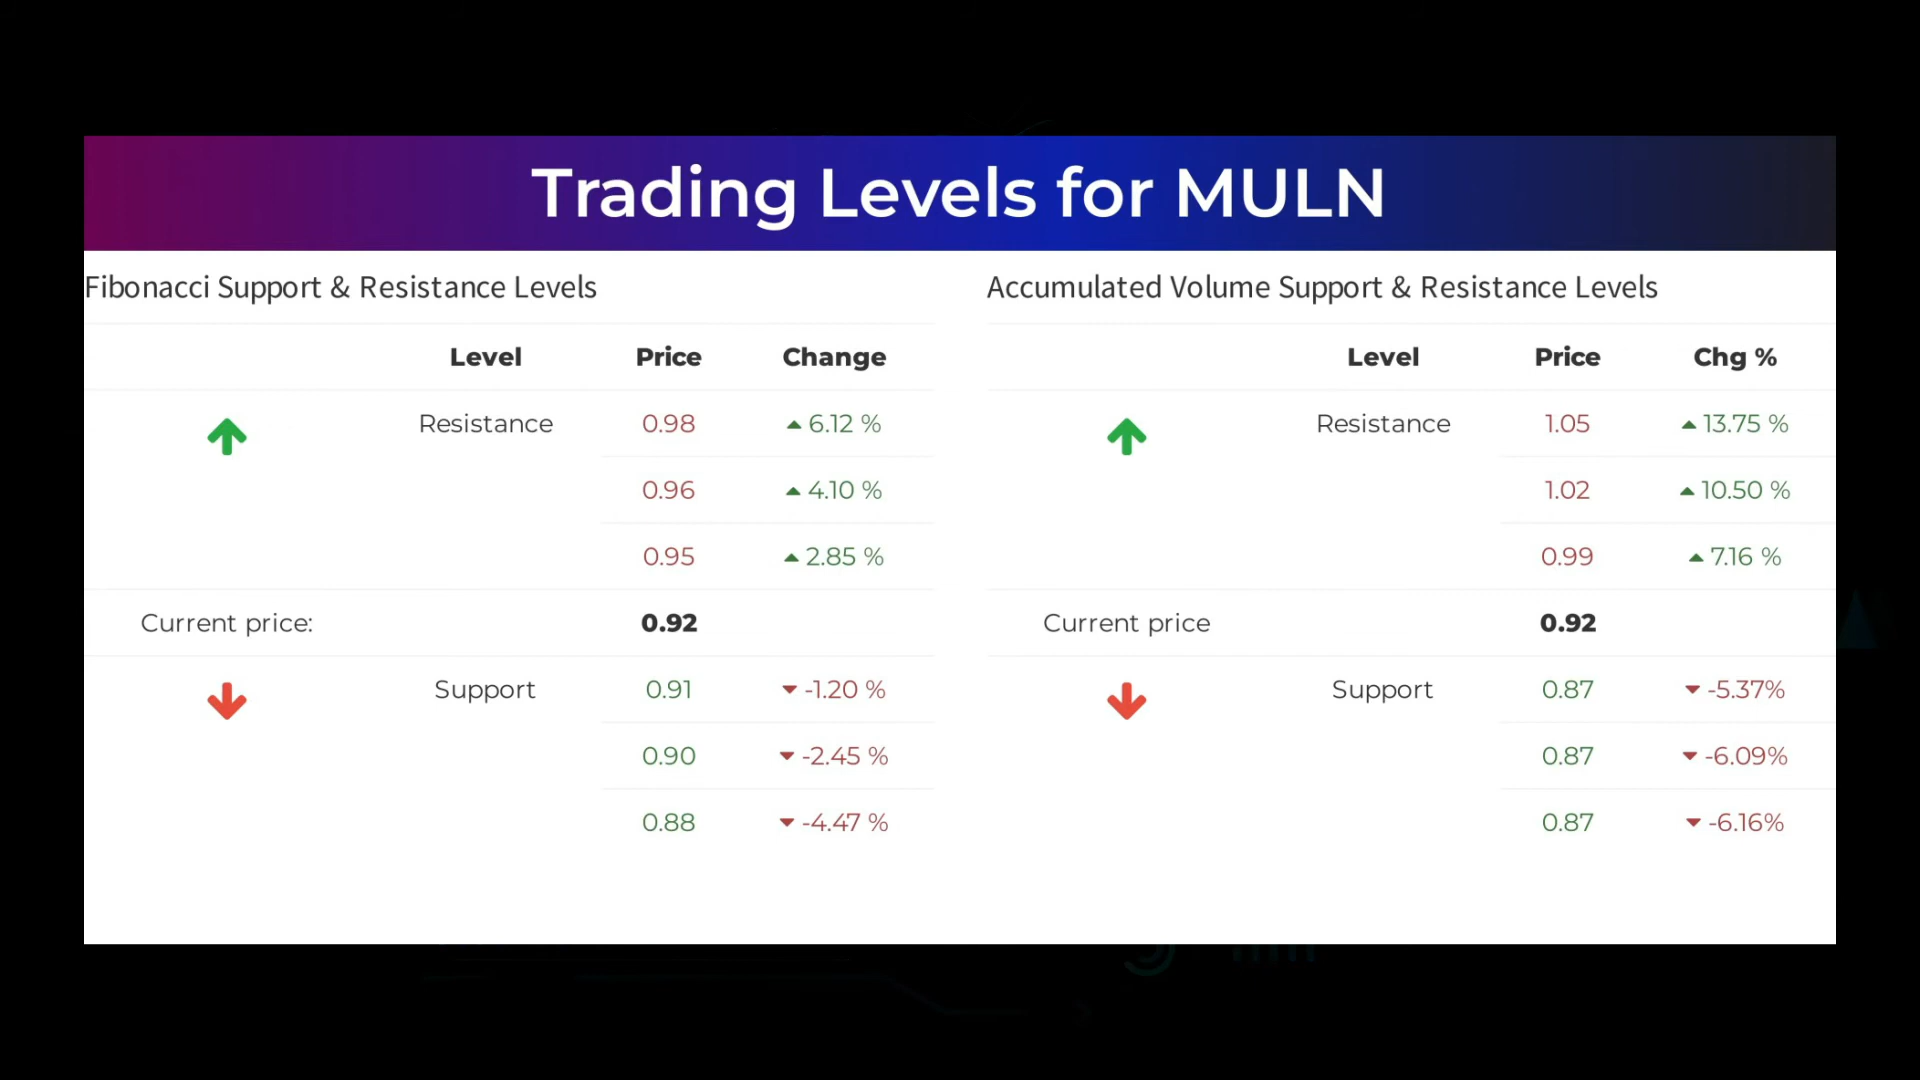 Trading Levels for MULN
Fibonacci Support & Resistance Levels
Level Price Change
Resistance 0.98 6.12 %
0.96 4.10 %
0.95 2.85 %
Current price: 0.92
Support 0.91 -1.20 %
0.90 -2.45 %
0.88 -4.47 %
Accumulated Volume Support & Resistance Levels
Level Price Chg %
Resistance 1.05 13.75 %
1.02 10.50 %
0.99 7.16 %
Current price 0.92
Support 0.87 -5.37%
0.87 -6.09%
0.87 -6.16%